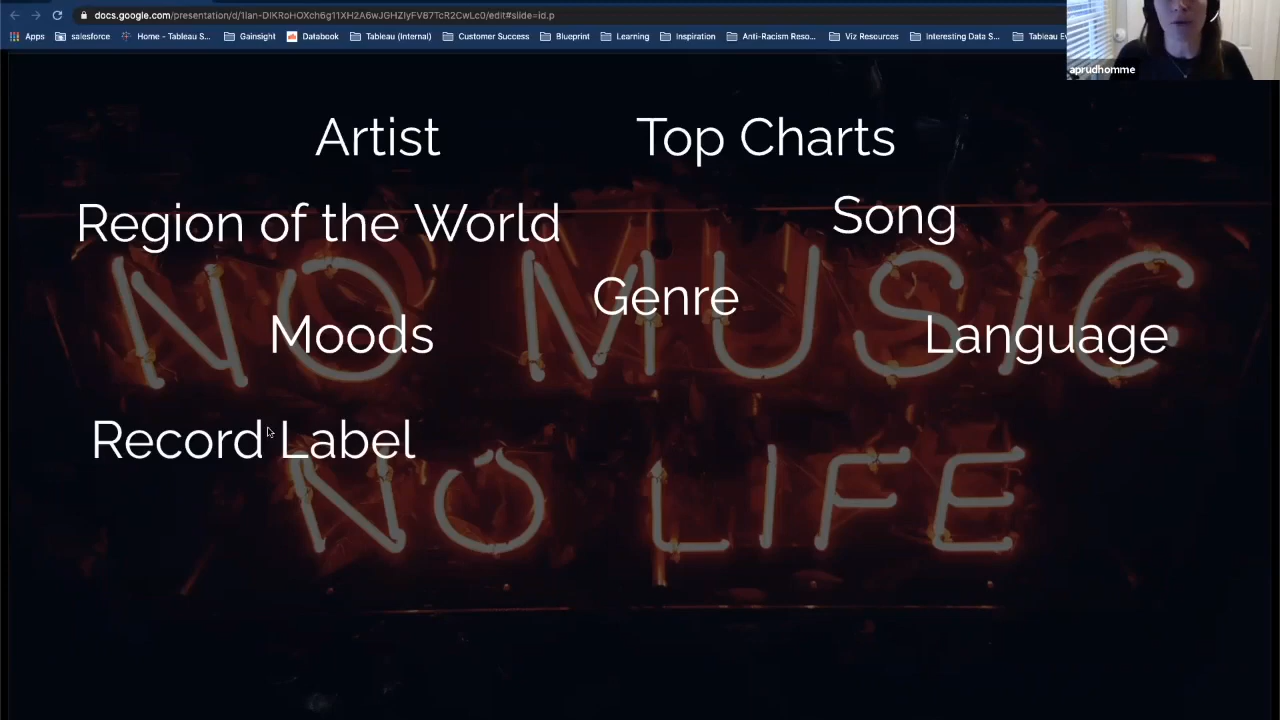 docs.google.com/presentation/d/1lan-DIKRoHOXch6g11XH2A6wJGHZIyFVB7TcR2CwLc0/edit#slide=id.p
Apps salesforce Home - Tableau S... Gainsight Databook Tableau (Internal) Customer Success Blueprint Learning Inspiration Anti-Racism Reso... Viz Resources Interesting Data S... Tableau
aprudhomme
Artist Top Charts
Region of the World Song
Genre
Moods Language
Record Label
NO MUSIC
NO LIFE